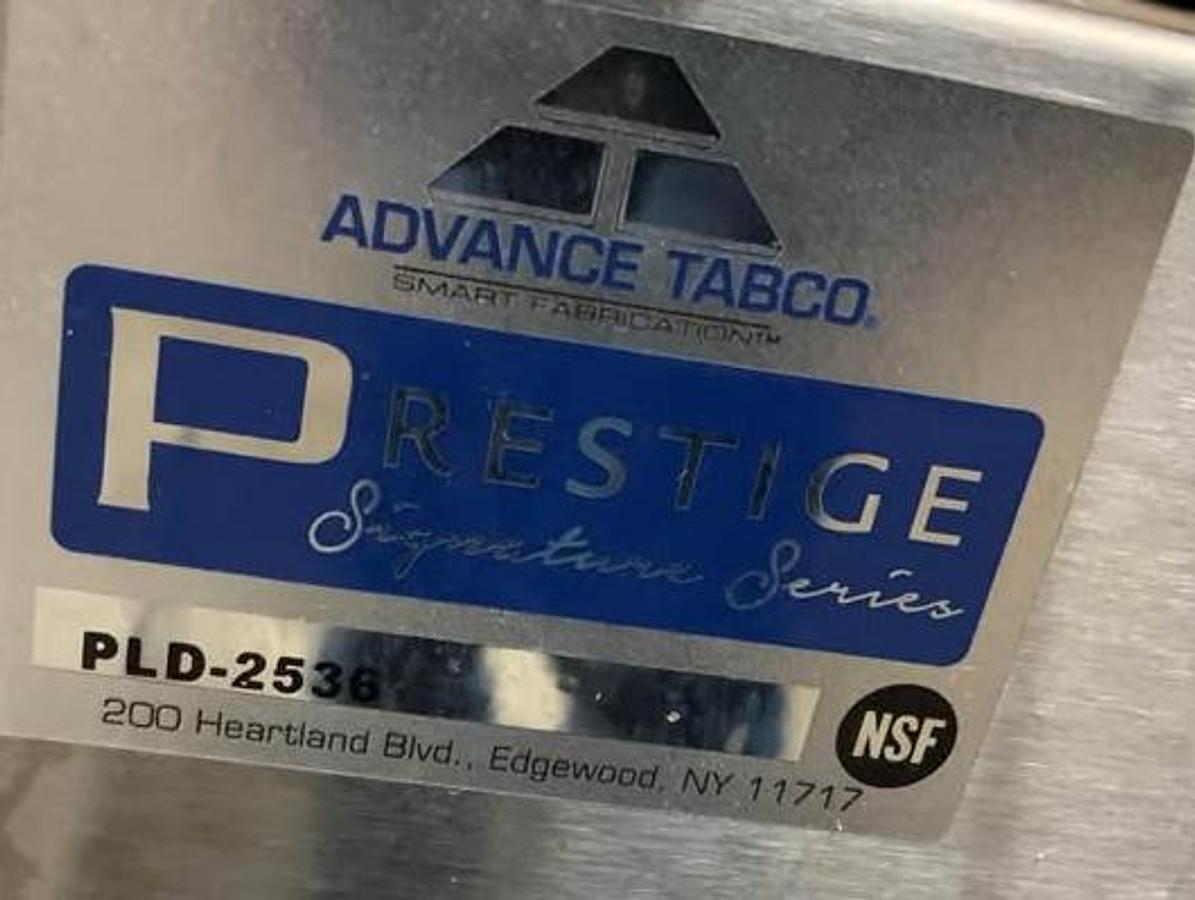 ADVANCE TABCO®
SMART FABRICATION™
PRESTIGE
Signature Series
PLD-2536
NSF
200 Heartland Blvd., Edgewood, NY 11717